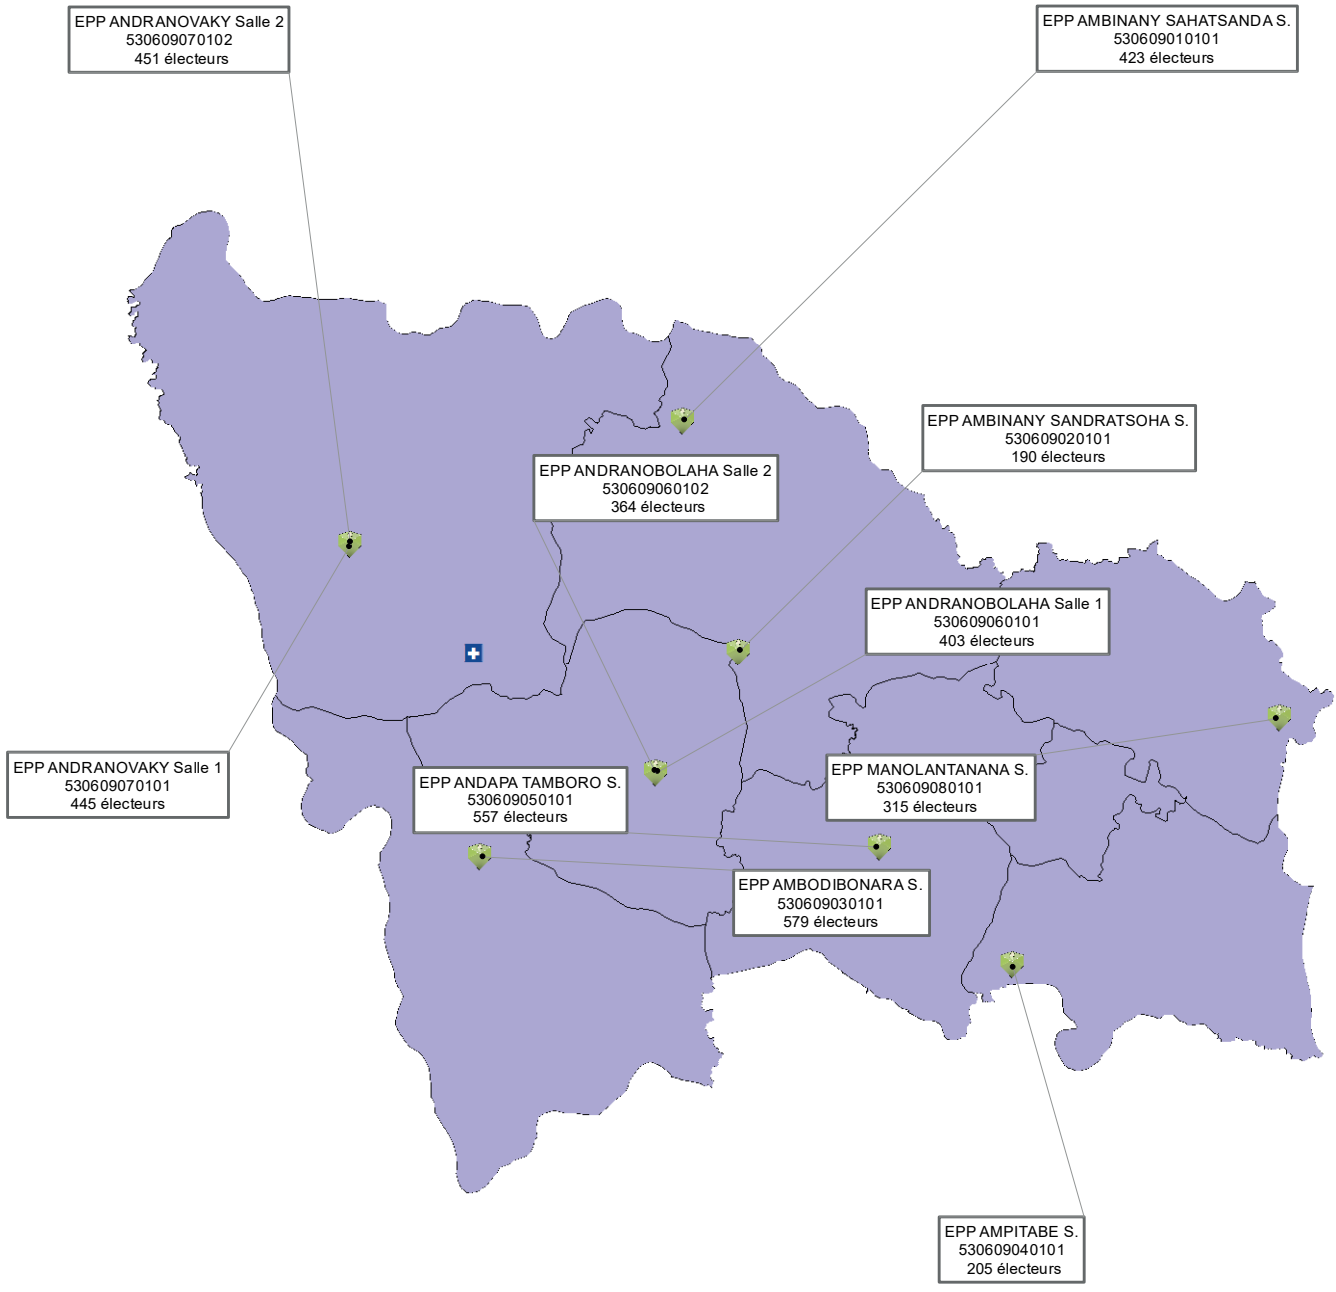 EPP ANDRANOVAKY Salle 2
530609070102
451 électeurs
EPP AMBINANY SAHATSANDA S.
530609010101
423 électeurs
EPP AMBINANY SANDRATSOHA S.
530609020101
190 électeurs
EPP ANDRANOBOLAHA Salle 2
530609060102
364 électeurs
EPP ANDRANOBOLAHA Salle 1
530609060101
403 électeurs
EPP ANDRANOVAKY Salle 1
530609070101
445 électeurs
EPP MANOLANTANANA S.
530609080101
315 électeurs
EPP ANDAPA TAMBORO S.
530609050101
557 électeurs
EPP AMBODIBONARA S.
530609030101
579 électeurs
EPP AMPITABE S.
530609040101
205 électeurs